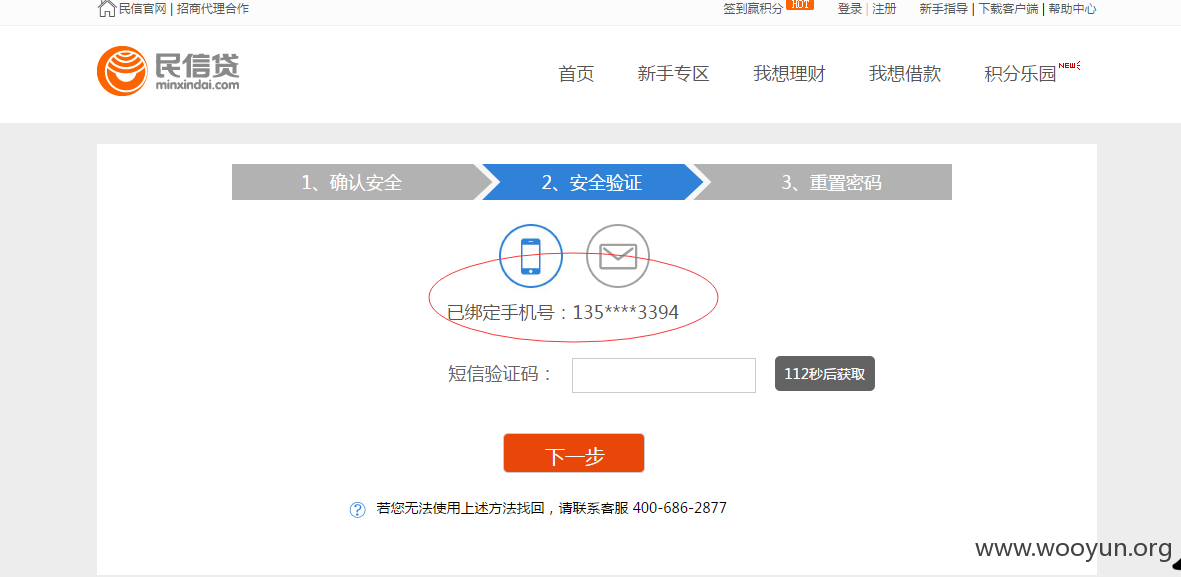 民信官网 | 招商代理合作 签到赢积分 HOT 登录 | 注册 新手指导 | 下载客户端 | 帮助中心
民信贷
minxindai.com
首页 新手专区 我想理财 我想借款 积分乐园 NEW
1、确认安全 2、安全验证 3、重置密码
已绑定手机号：135****3394
短信验证码： 112秒后获取
下一步
? 若您无法使用上述方法找回，请联系客服 400-686-2877
www.wooyun.org